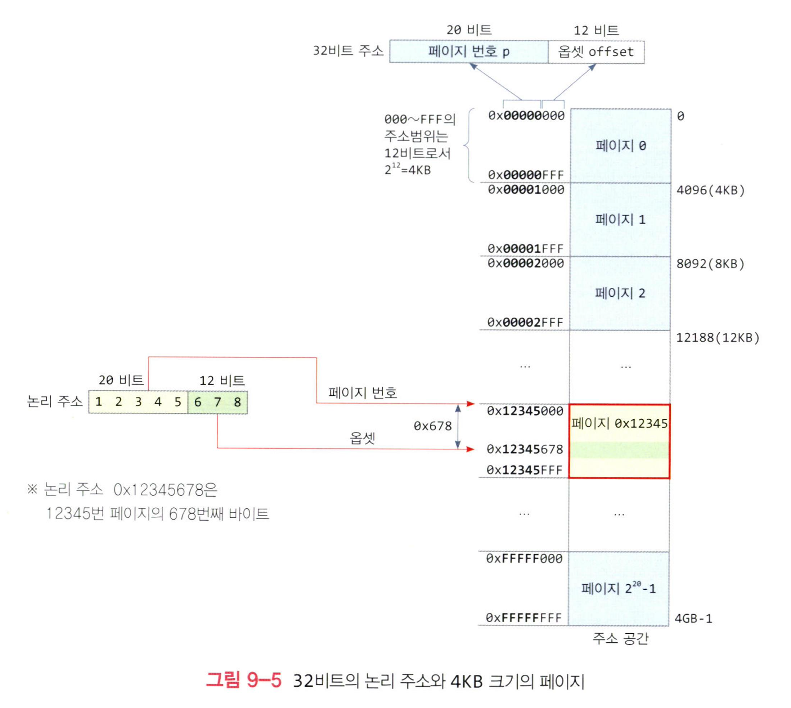 20 비트 12 비트
32비트 주소 페이지 번호 p 옵셋 offset
000~FFF의
주소범위는
12비트로서
2¹²=4KB
0x00000000 0
페이지 0
0x00000FFF
0x00001000 4096(4KB)
페이지 1
0x00001FFF
0x00002000 8092(8KB)
페이지 2
0x00002FFF
12188(12KB)
... ...
20 비트 12 비트
논리 주소 1 2 3 4 5 6 7 8
페이지 번호
옵셋
0x678
0x12345000
페이지 0x12345
0x12345678
0x12345FFF
※ 논리 주소 0x12345678은
12345번 페이지의 678번째 바이트
... ...
0xFFFFF000
페이지 2²⁰-1
0xFFFFFFFF 4GB-1
주소 공간
그림 9-5 32비트의 논리 주소와 4KB 크기의 페이지